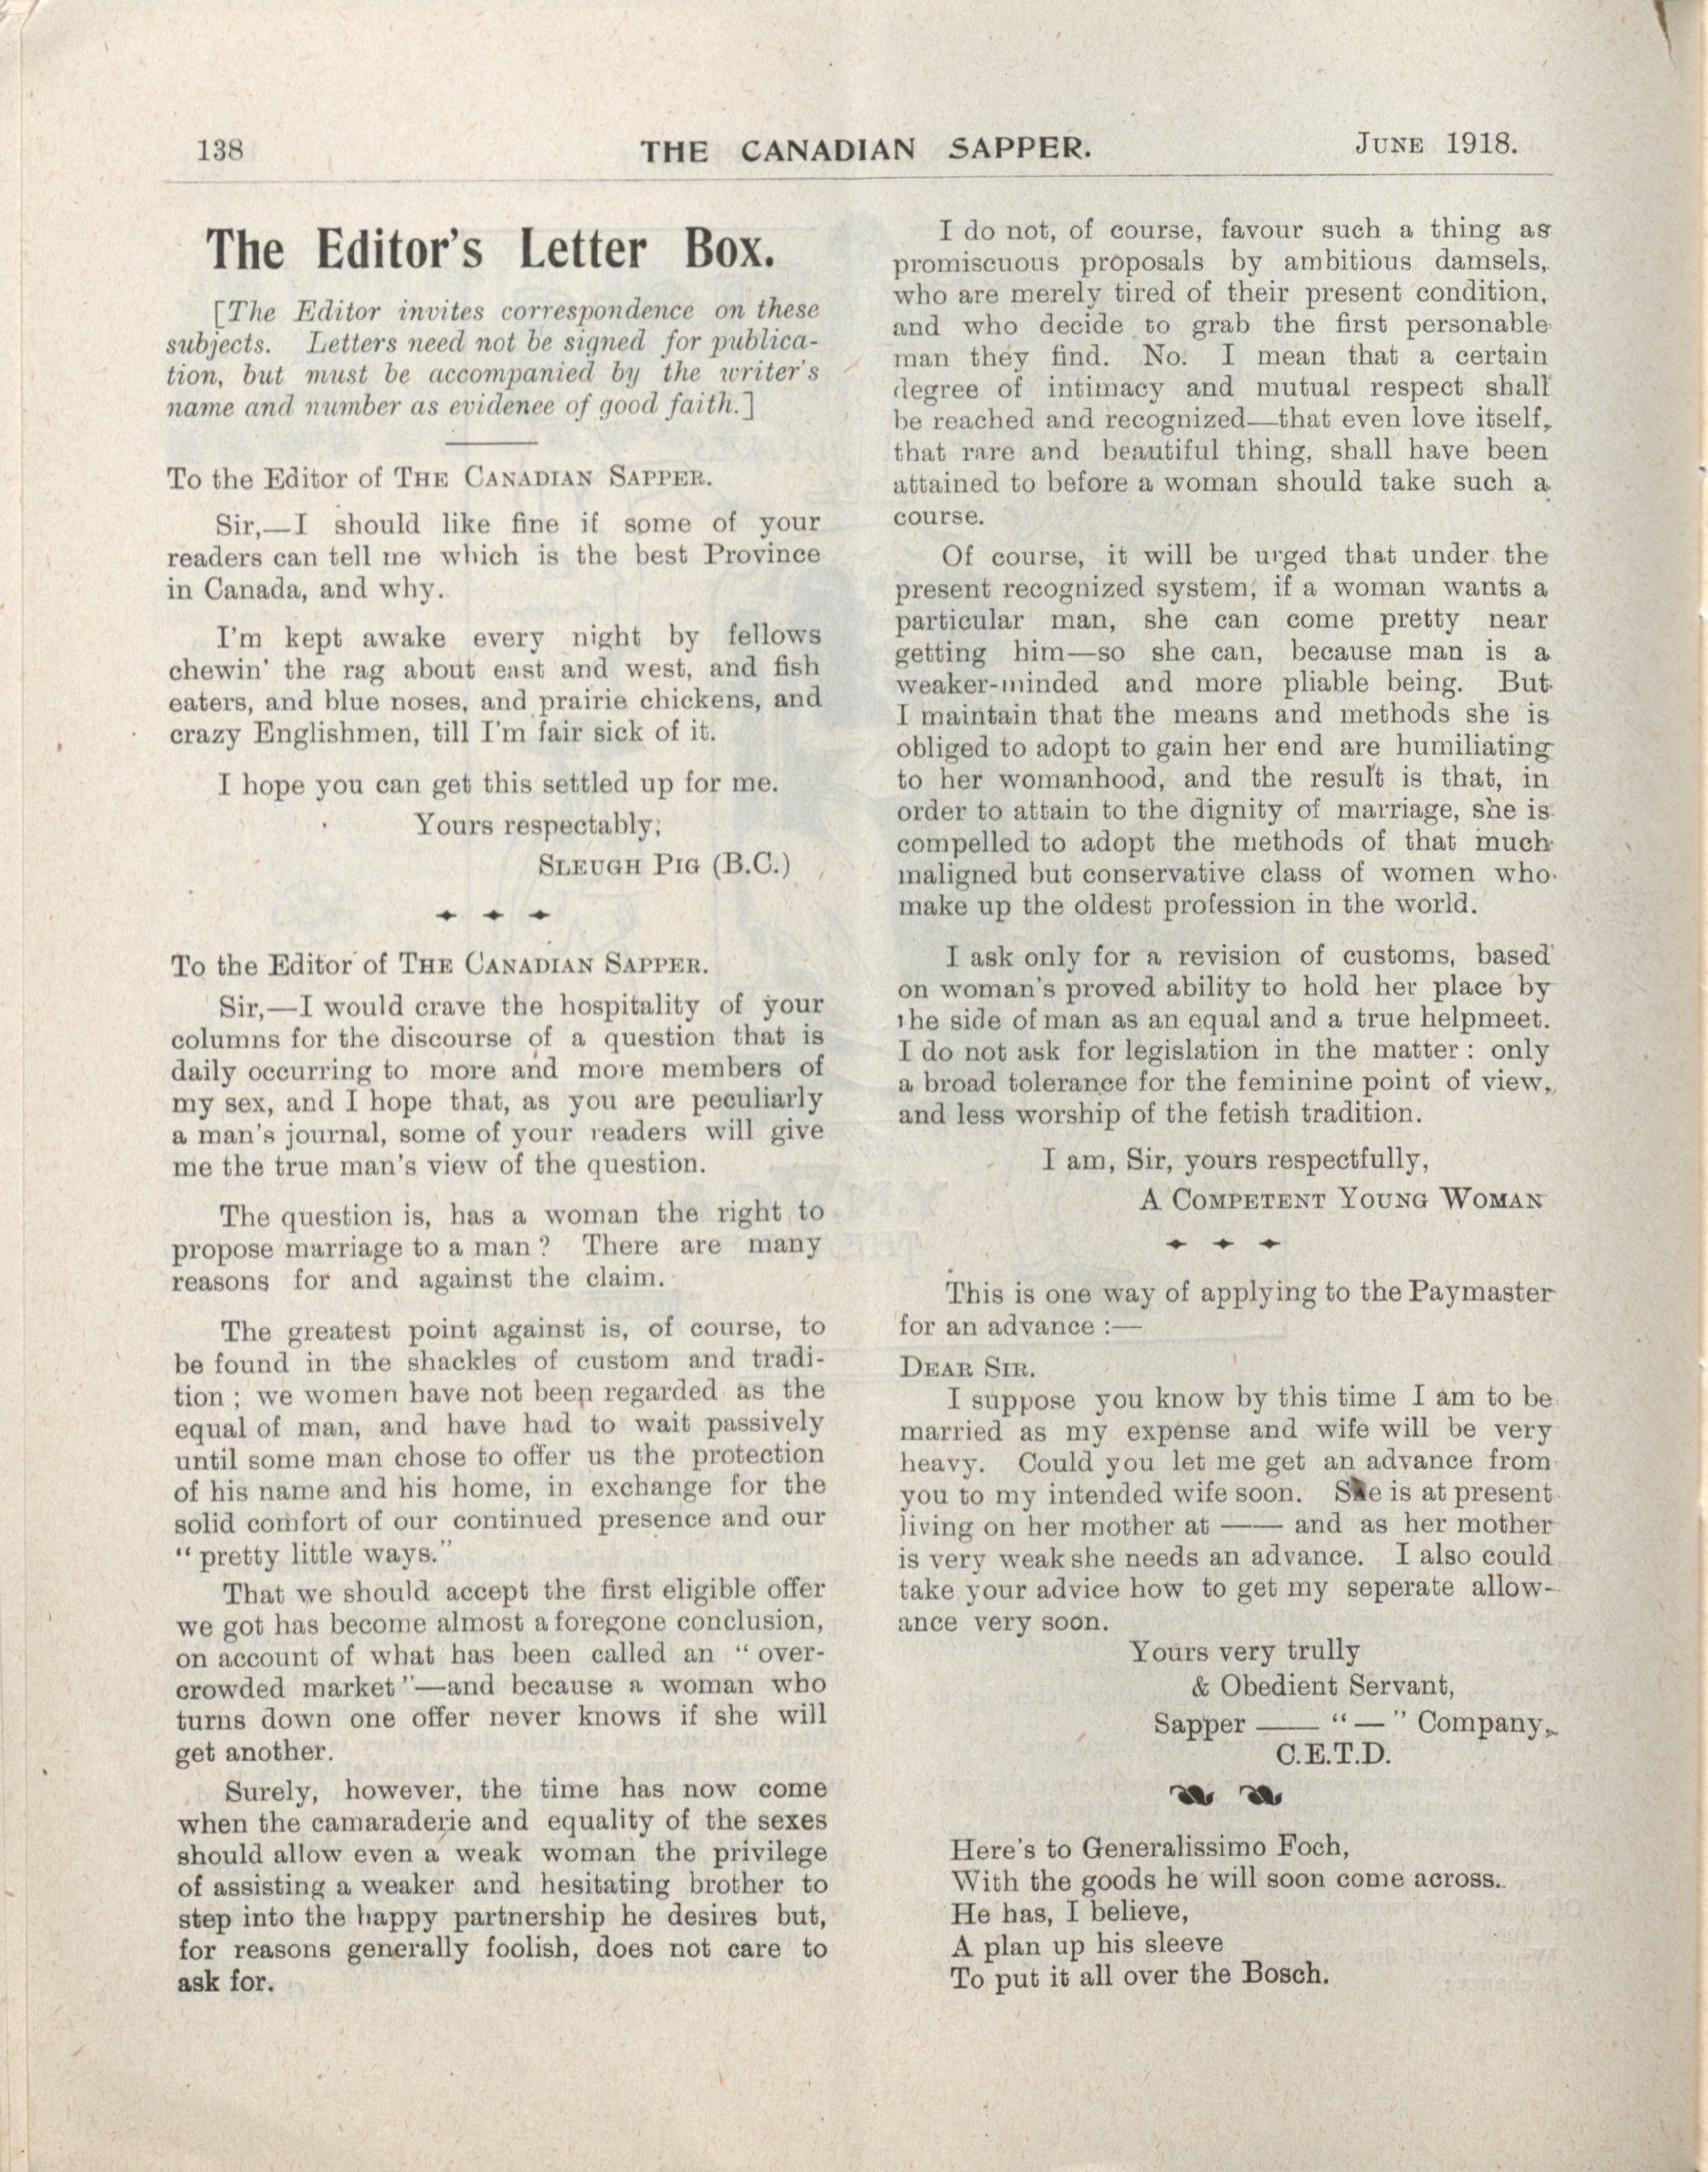 138
THE CANADIAN SAPPER.
JUNE 1918.
The Editor's Letter Box.
[The Editor invites correspondence on these
subjects. Letters need not be signed for publica-
tion, but must be accompanied by the writer's
name and number as evidence of good faith.]
To the Editor of THE CANADIAN SAPPER.
Sir,—I should like fine if some of your
readers can tell me which is the best Province
in Canada, and why.
I'm kept awake every night by fellows
chewin' the rag about east and west, and fish
eaters, and blue noses, and prairie chickens, and
crazy Englishmen, till I'm fair sick of it.
I hope you can get this settled up for me.
Yours respectably,
SLEUGH PIG (B.C.)
To the Editor of THE CANADIAN SAPPER.
Sir,—I would crave the hospitality of your
columns for the discourse of a question that is
daily occurring to more and more members of
my sex, and I hope that, as you are peculiarly
a man's journal, some of your readers will give
me the true man's view of the question.
The question is, has a woman the right to
propose marriage to a man? There are many
reasons for and against the claim.
The greatest point against is, of course, to
be found in the shackles of custom and tradi-
tion; we women have not been regarded as the
equal of man, and have had to wait passively
until some man chose to offer us the protection
of his name and his home, in exchange for the
solid comfort of our continued presence and our
"pretty little ways."
That we should accept the first eligible offer
we got has become almost a foregone conclusion,
on account of what has been called an "over-
crowded market"—and because a woman who
turns down one offer never knows if she will
get another.
Surely, however, the time has now come
when the camaraderie and equality of the sexes
should allow even a weak woman the privilege
of assisting a weaker and hesitating brother to
step into the happy partnership he desires but,
for reasons generally foolish, does not care to
ask for.
I do not, of course, favour such a thing as
promiscuous proposals by ambitious damsels,
who are merely tired of their present condition,
and who decide to grab the first personable
man they find. No. I mean that a certain
degree of intimacy and mutual respect shall
be reached and recognized—that even love itself,
that rare and beautiful thing, shall have been
attained to before a woman should take such a
course.
Of course, it will be urged that under the
present recognized system, if a woman wants a
particular man, she can come pretty near
getting him—so she can, because man is a
weaker-minded and more pliable being. But
I maintain that the means and methods she is
obliged to adopt to gain her end are humiliating
to her womanhood, and the result is that, in
order to attain to the dignity of marriage, she is
compelled to adopt the methods of that much
maligned but conservative class of women who
make up the oldest profession in the world.
I ask only for a revision of customs, based
on woman's proved ability to hold her place by
the side of man as an equal and a true helpmeet.
I do not ask for legislation in the matter: only
a broad tolerance for the feminine point of view,
and less worship of the fetish tradition.
I am, Sir, yours respectfully,
A COMPETENT YOUNG WOMAN
This is one way of applying to the Paymaster
for an advance:—
DEAR SIR.
I suppose you know by this time I am to be
married as my expense and wife will be very
heavy. Could you let me get an advance from
you to my intended wife soon. She is at present
living on her mother at —— and as her mother
is very weak she needs an advance. I also could
take your advice how to get my seperate allow-
ance very soon.
Yours very trully
& Obedient Servant,
Sapper —— "—" Company,
C.E.T.D.
Here's to Generalissimo Foch,
With the goods he will soon come across.
He has, I believe,
A plan up his sleeve
To put it all over the Bosch.